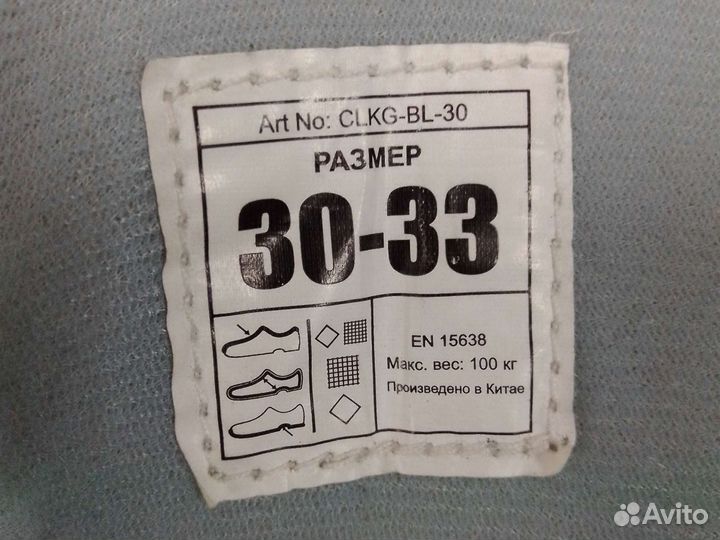 Art No: CLKG-BL-30
РАЗМЕР
30-33
EN 15638
Макс. вес: 100 кг
Произведено в Китае
Avito